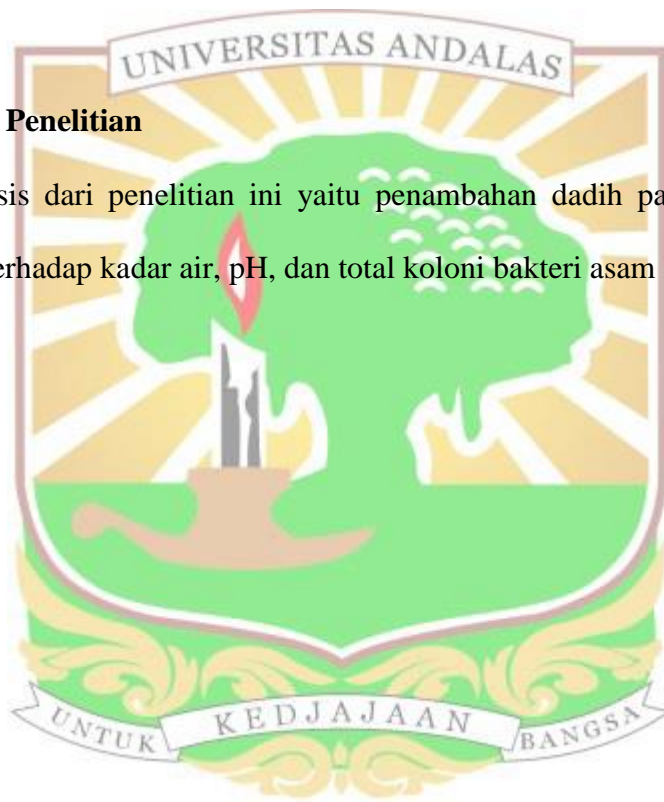 UNIVERSITAS ANDALAS
Penelitian
sis dari penelitian ini yaitu penambahan dadih pa
erhadap kadar air, pH, dan total koloni bakteri asam
UNTUK KEDJAJAAN BANGSA